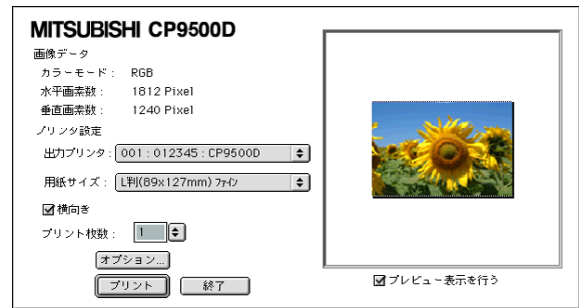 MITSUBISHI CP9500D
画像データ
カラーモード： RGB
水平画素数： 1812 Pixel
垂直画素数： 1240 Pixel
プリンタ設定
出力プリンタ： 001 : 012345 : CP9500D
用紙サイズ： L判(89x127mm) ファイン
横向き
プリント枚数： 1
オプション...
プリント 終了
プレビュー表示を行う